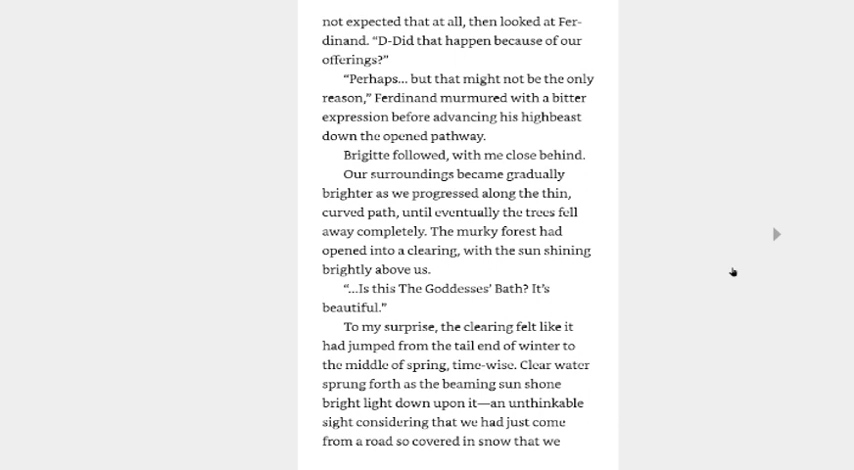 not expected that at all, then looked at Fer-
dinand. “D-Did that happen because of our
offerings?”
“Perhaps... but that might not be the only
reason,” Ferdinand murmured with a bitter
expression before advancing his highbeast
down the opened pathway.
Brigitte followed, with me close behind.
Our surroundings became gradually
brighter as we progressed along the thin,
curved path, until eventually the trees fell
away completely. The murky forest had
opened into a clearing, with the sun shining
brightly above us.
“...Is this The Goddesses’ Bath? It’s
beautiful.”
To my surprise, the clearing felt like it
had jumped from the tail end of winter to
the middle of spring, time-wise. Clear water
sprung forth as the beaming sun shone
bright light down upon it—an unthinkable
sight considering that we had just come
from a road so covered in snow that we